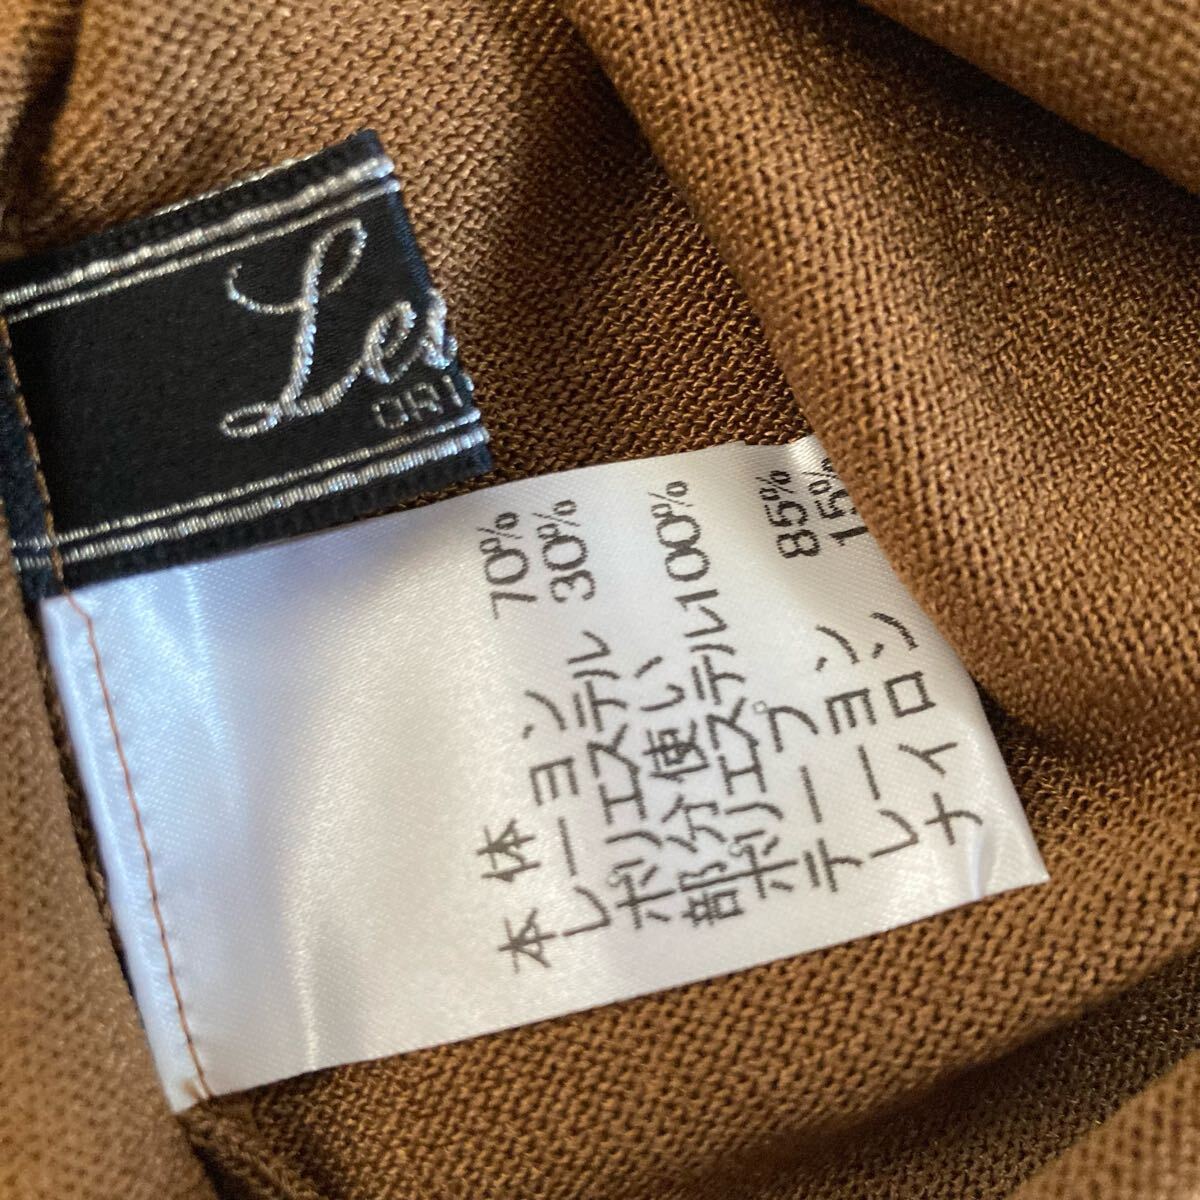 本 体
レーヨン 70%
ポリエステル 30%
部分使い
ポリエステル100%
テープ
レーヨン 85%
ナイロン 15%